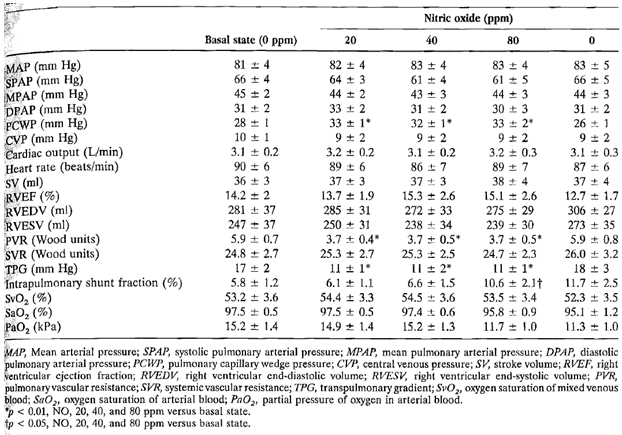 Nitric oxide (ppm)
Basal state (0 ppm) 20 40 80 0
MAP (mm Hg) 81 ± 4 82 ± 4 83 ± 4 83 ± 4 83 ± 5
SPAP (mm Hg) 66 ± 4 64 ± 3 61 ± 4 61 ± 5 66 ± 5
MPAP (mm Hg) 45 ± 2 44 ± 2 43 ± 3 44 ± 3 44 ± 3
DPAP (mm Hg) 31 ± 2 33 ± 2 31 ± 2 30 ± 3 31 ± 2
PCWP (mm Hg) 28 ± 1 33 ± 1* 32 ± 1* 33 ± 2* 26 ± 1
CVP (mm Hg) 10 ± 1 9 ± 2 9 ± 2 9 ± 2 9 ± 2
Cardiac output (L/min) 3.1 ± 0.2 3.2 ± 0.2 3.1 ± 0.2 3.2 ± 0.3 3.1 ± 0.3
Heart rate (beats/min) 90 ± 6 89 ± 6 86 ± 7 89 ± 7 87 ± 6
SV (ml) 36 ± 3 37 ± 3 37 ± 3 38 ± 4 37 ± 4
RVEF (%) 14.2 ± 2 13.7 ± 1.9 15.3 ± 2.6 15.1 ± 2.6 12.7 ± 1.7
RVEDV (ml) 281 ± 37 285 ± 31 272 ± 33 275 ± 29 306 ± 27
RVESV (ml) 247 ± 37 250 ± 31 238 ± 34 239 ± 30 273 ± 35
PVR (Wood units) 5.9 ± 0.7 3.7 ± 0.4* 3.7 ± 0.5* 3.7 ± 0.5* 5.9 ± 0.8
SVR (Wood units) 24.8 ± 2.7 25.3 ± 2.7 25.3 ± 2.5 24.7 ± 2.3 26.0 ± 3.2
TPG (mm Hg) 17 ± 2 11 ± 1* 11 ± 2* 11 ± 1* 18 ± 3
Intrapulmonary shunt fraction (%) 5.8 ± 1.2 6.1 ± 1.1 6.6 ± 1.5 10.6 ± 2.1† 11.7 ± 2.5
SvO₂ (%) 53.2 ± 3.6 54.4 ± 3.3 54.5 ± 3.6 53.5 ± 3.4 52.3 ± 3.5
SaO₂ (%) 97.5 ± 0.5 97.5 ± 0.5 97.4 ± 0.6 95.8 ± 0.9 95.1 ± 1.2
PaO₂ (kPa) 15.2 ± 1.4 14.9 ± 1.4 15.2 ± 1.3 11.7 ± 1.0 11.3 ± 1.0
MAP, Mean arterial pressure; SPAP, systolic pulmonary arterial pressure; MPAP, mean pulmonary arterial pressure; DPAP, diastolic
pulmonary arterial pressure; PCWP, pulmonary capillary wedge pressure; CVP, central venous pressure; SV, stroke volume; RVEF, right
ventricular ejection fraction; RVEDV, right ventricular end-diastolic volume; RVESV, right ventricular end-systolic volume; PVR,
pulmonary vascular resistance; SVR, systemic vascular resistance; TPG, transpulmonary gradient; SvO₂, oxygen saturation of mixed venous
blood; SaO₂, oxygen saturation of arterial blood; PaO₂, partial pressure of oxygen in arterial blood.
*p < 0.01, NO, 20, 40, and 80 ppm versus basal state.
†p < 0.05, NO, 20, 40, and 80 ppm versus basal state.